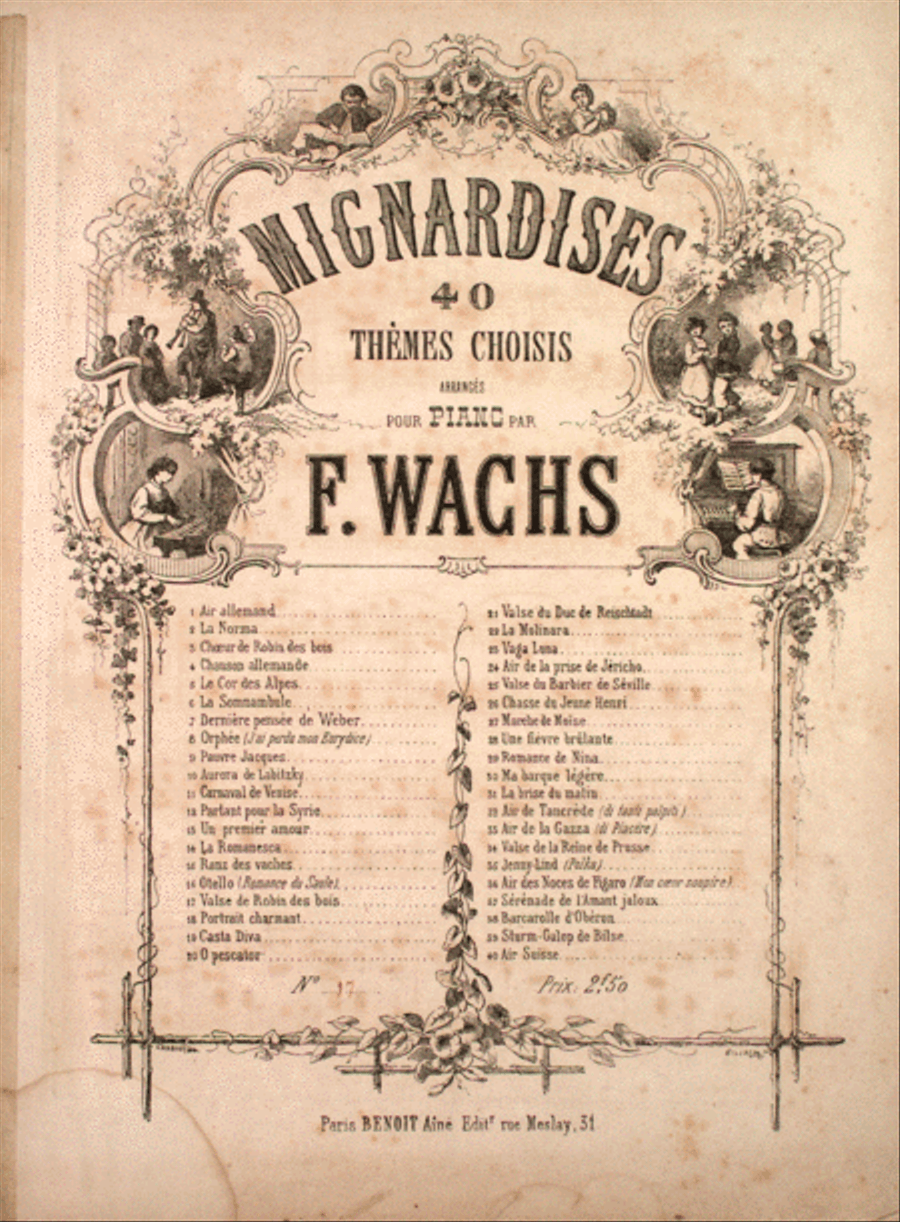 MIGNARDISES
40
THÈMES CHOISIS
ARRANGÉS
POUR PIANO PAR
F. WACHS
1 Air allemand
2 La Norma
3 Chœur de Robin des bois
4 Chanson allemande
5 Le Cor des Alpes
6 La Somnambule
7 Dernière pensée de Weber
8 Orphée (J'ai perdu mon Eurydice)
9 Pauvre Jacques
10 Aurora de Labitzky
11 Carnaval de Venise
12 Partant pour la Syrie
13 Un premier amour
14 La Romanesca
15 Ranz des vaches
16 Otello (Romance du Saule)
17 Valse de Robin des bois
18 Portrait charmant
19 Casta Diva
20 O pescator
21 Valse du Duc de Reischtadt
22 La Molinara
23 Vaga Luna
24 Air de la prise de Jéricho
25 Valse du Barbier de Séville
26 Chasse du Jeune Henri
27 Marche de Moïse
28 Une fièvre brûlante
29 Romance de Nina
30 Ma barque légère
31 La brise du matin
32 Air de Tancrède (di tanti palpiti)
33 Air de la Gazza (di Piacere)
34 Valse de la Reine de Prusse
35 Jenny-Lind (Polka)
36 Air des Noces de Figaro (Mon cœur soupire)
37 Sérénade de l'Amant jaloux
38 Barcarolle d'Obéron
39 Sturm-Galop de Bilse
40 Air Suisse
N° 17
Prix: 2f50
Paris BENOIT Aîné Editr rue Meslay, 31